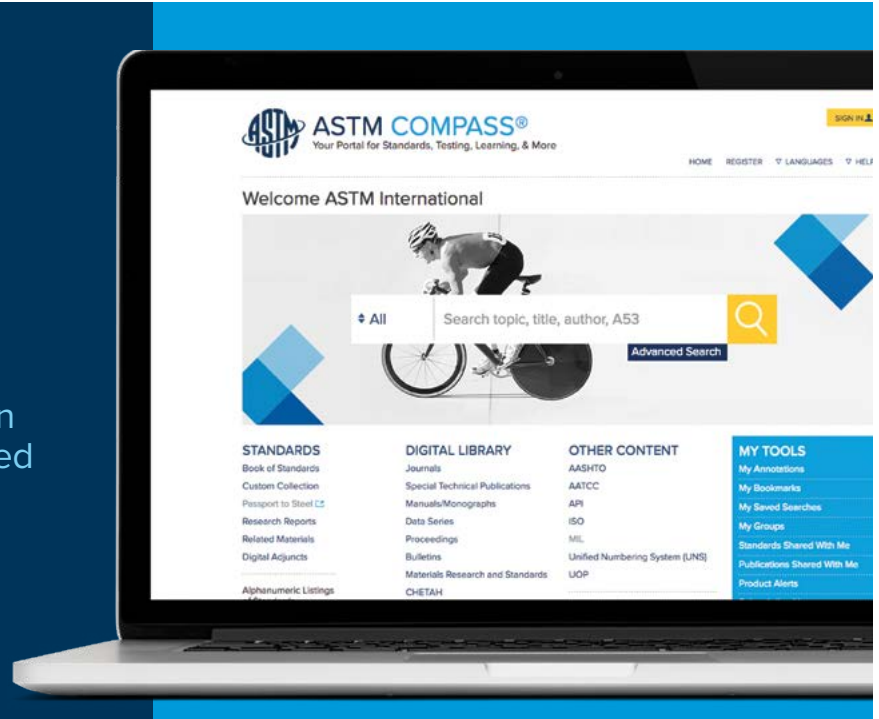 ASTM
ASTM COMPASS®
Your Portal for Standards, Testing, Learning, & More
SIGN IN
HOME REGISTER ∇ LANGUAGES ∇ HELP
Welcome ASTM International
All Search topic, title, author, A53
Advanced Search
STANDARDS
Book of Standards
Custom Collection
Passport to Steel
Research Reports
Related Materials
Digital Adjuncts
Alphanumeric Listings
DIGITAL LIBRARY
Journals
Special Technical Publications
Manuals/Monographs
Data Series
Proceedings
Bulletins
Materials Research and Standards
CHETAH
OTHER CONTENT
AASHTO
AATCC
API
ISO
MIL
Unified Numbering System (UNS)
UOP
MY TOOLS
My Annotations
My Bookmarks
My Saved Searches
My Groups
Standards Shared With Me
Publications Shared With Me
Product Alerts